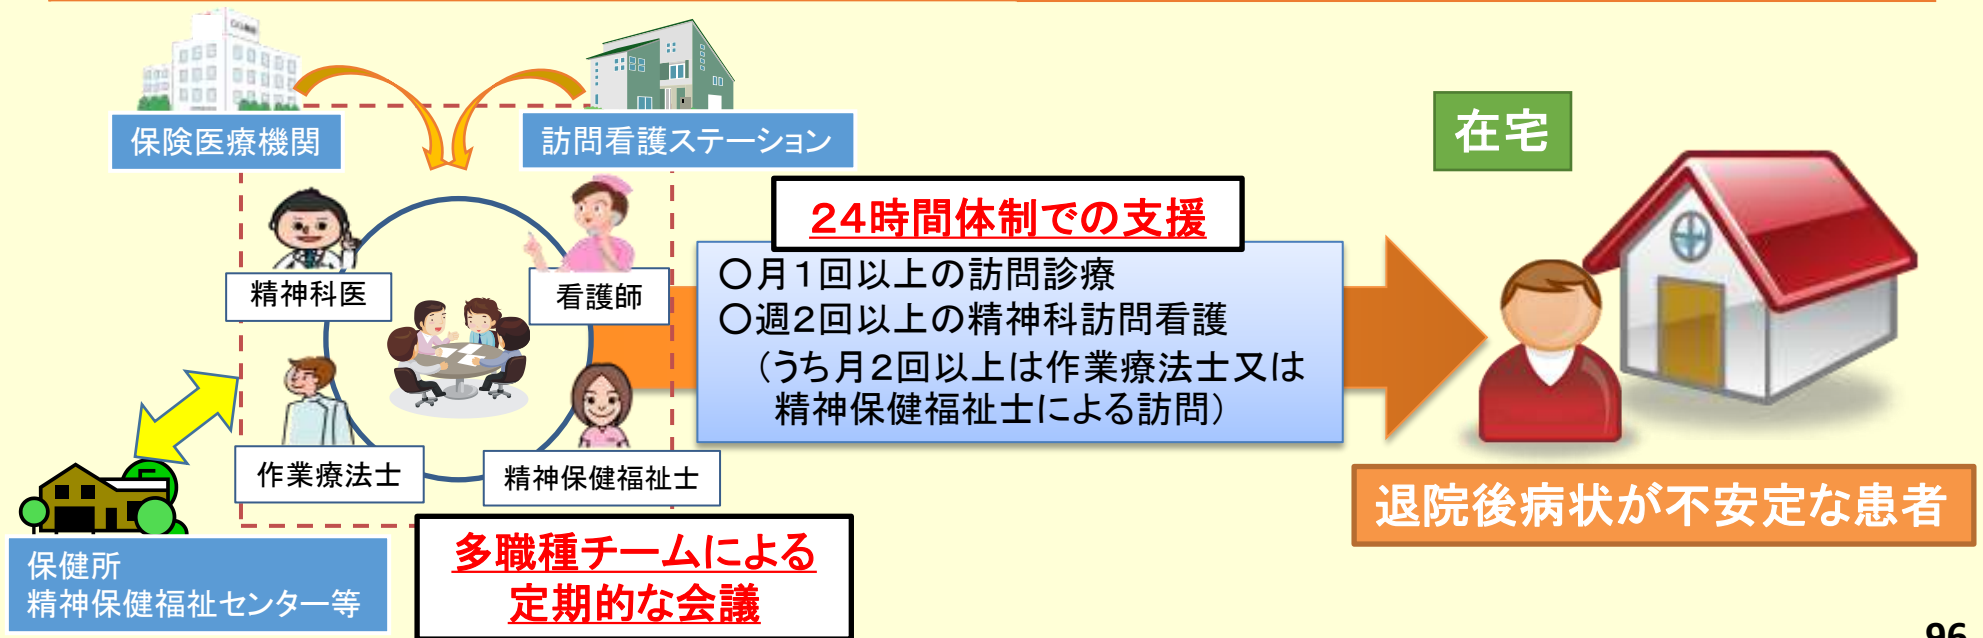 保険医療機関
訪問看護ステーション
在宅
24時間体制での支援
精神科医
看護師
○月1回以上の訪問診療
○週2回以上の精神科訪問看護
(うち月2回以上は作業療法士又は
精神保健福祉士による訪問)
作業療法士
精神保健福祉士
退院後病状が不安定な患者
多職種チームによる
定期的な会議
保健所
精神保健福祉センター等
96